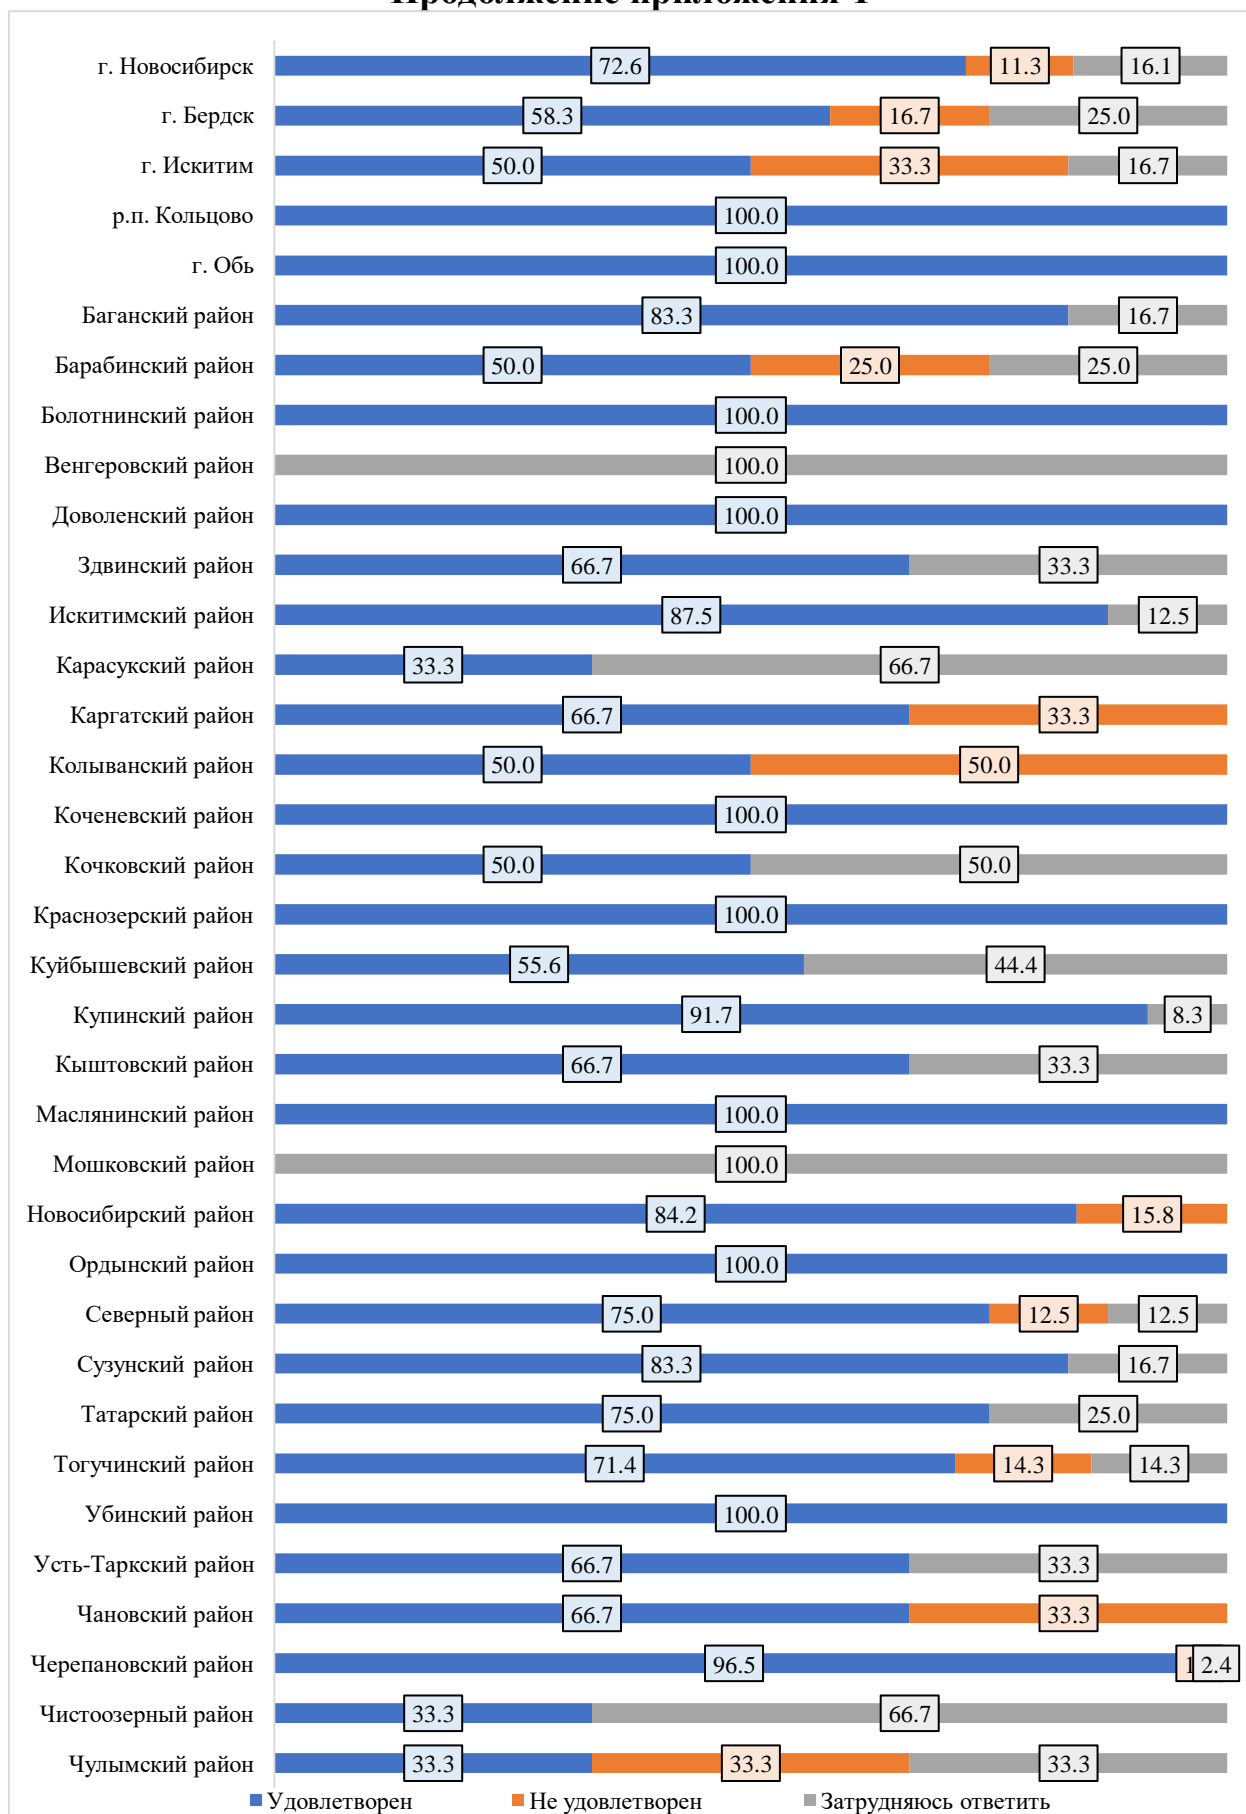 г. Новосибирск 72.6 11.3 16.1
г. Бердск 58.3 16.7 25.0
г. Искитим 50.0 33.3 16.7
р.п. Кольцово 100.0
г. Обь 100.0
Баганский район 83.3 16.7
Барабинский район 50.0 25.0 25.0
Болотнинский район 100.0
Венгеровский район 100.0
Доволенский район 100.0
Здвинский район 66.7 33.3
Искитимский район 87.5 12.5
Карасукский район 33.3 66.7
Каргатский район 66.7 33.3
Колыванский район 50.0 50.0
Коченевский район 100.0
Кочковский район 50.0 50.0
Краснозерский район 100.0
Куйбышевский район 55.6 44.4
Купинский район 91.7 8.3
Кыштовский район 66.7 33.3
Маслянинский район 100.0
Мошковский район 100.0
Новосибирский район 84.2 15.8
Ордынский район 100.0
Северный район 75.0 12.5 12.5
Сузунский район 83.3 16.7
Татарский район 75.0 25.0
Тогучинский район 71.4 14.3 14.3
Убинский район 100.0
Усть-Таркский район 66.7 33.3
Чановский район 66.7 33.3
Черепановский район 96.5 2.4
Чистоозерный район 33.3 66.7
Чулымский район 33.3 33.3 33.3
Удовлетворен Не удовлетворен Затрудняюсь ответить